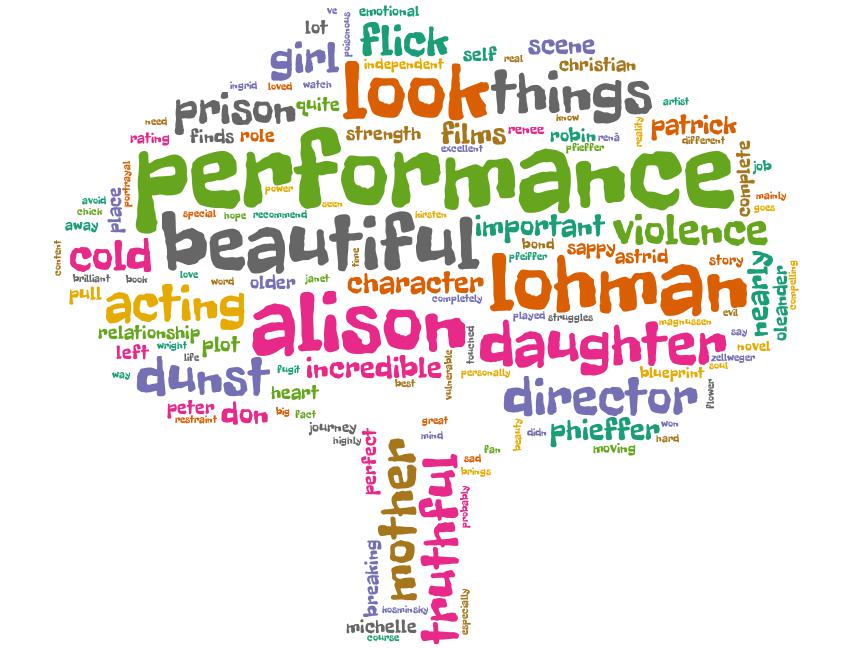 ve
emotional
lot
poisonous
flick
self
real
scene
girl
independent
christian
ingrid
loved
watch
look
things
artist
prison
quite
know
need
rating
finds
role
strength
films
renee
robin
renã
reality
patrick
different
excellent
pfieffer
performance
complete
job
portrayal
power
seen
mainly
goes
avoid
chick
place
special
hope
recommend
kirsten
away
beautiful
important
violence
content
cold
time
bond
pfeiffer
sappy
astrid
story
nearly
oleander
compelling
brilliant
book
love
word
older
janet
character
completely
lohman
evil
pull
acting
alison
played
struggles
magnussen
say
relationship
left
wright
plot
life
touched
daughter
novel
zellweger
way
dunst
fugit
incredible
best
vulnerable
personally
blueprint
soul
heart
director
flower
peter
restraint
don
big
fact
journey
highly
great
mind
beauty
didn
phieffer
won
hard
perfect
mother
truthful
fan
moving
sad
brings
probably
breaking
kosminsky
especially
michelle
course